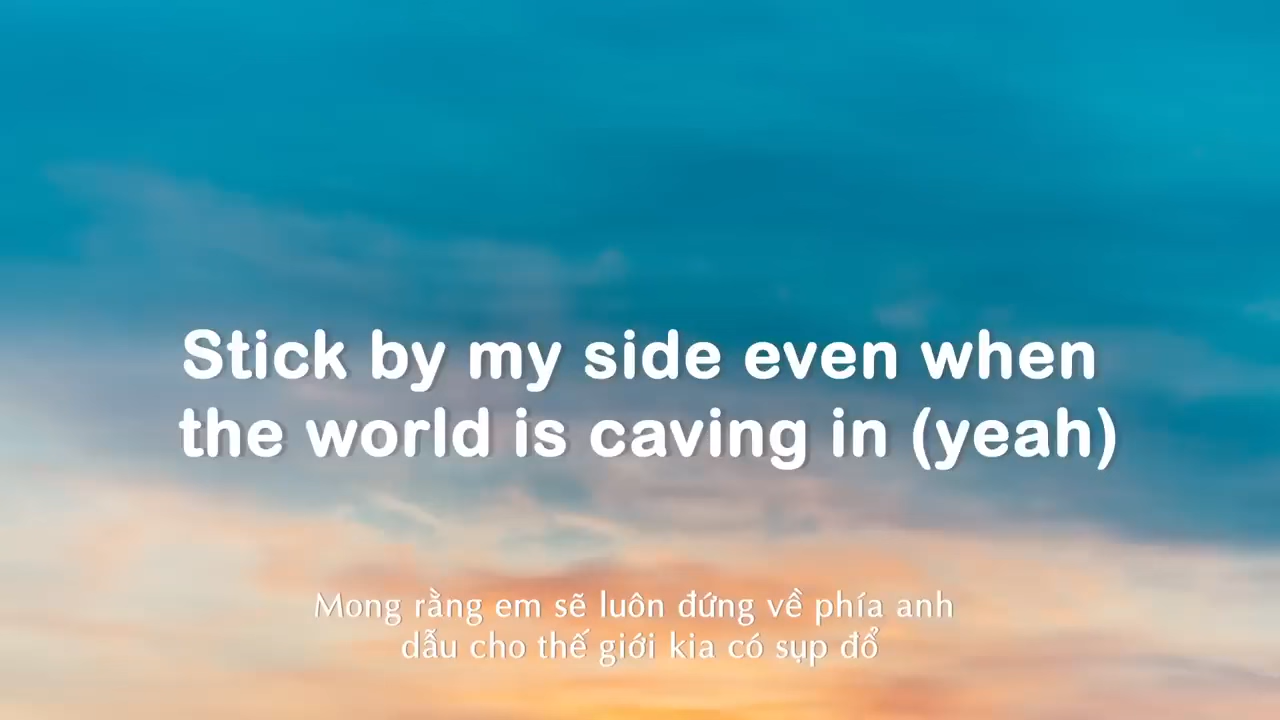 Stick by my side even when
the world is caving in (yeah)
Mong rằng em sẽ luôn đứng về phía anh
dẫu cho thế giới kia có sụp đổ